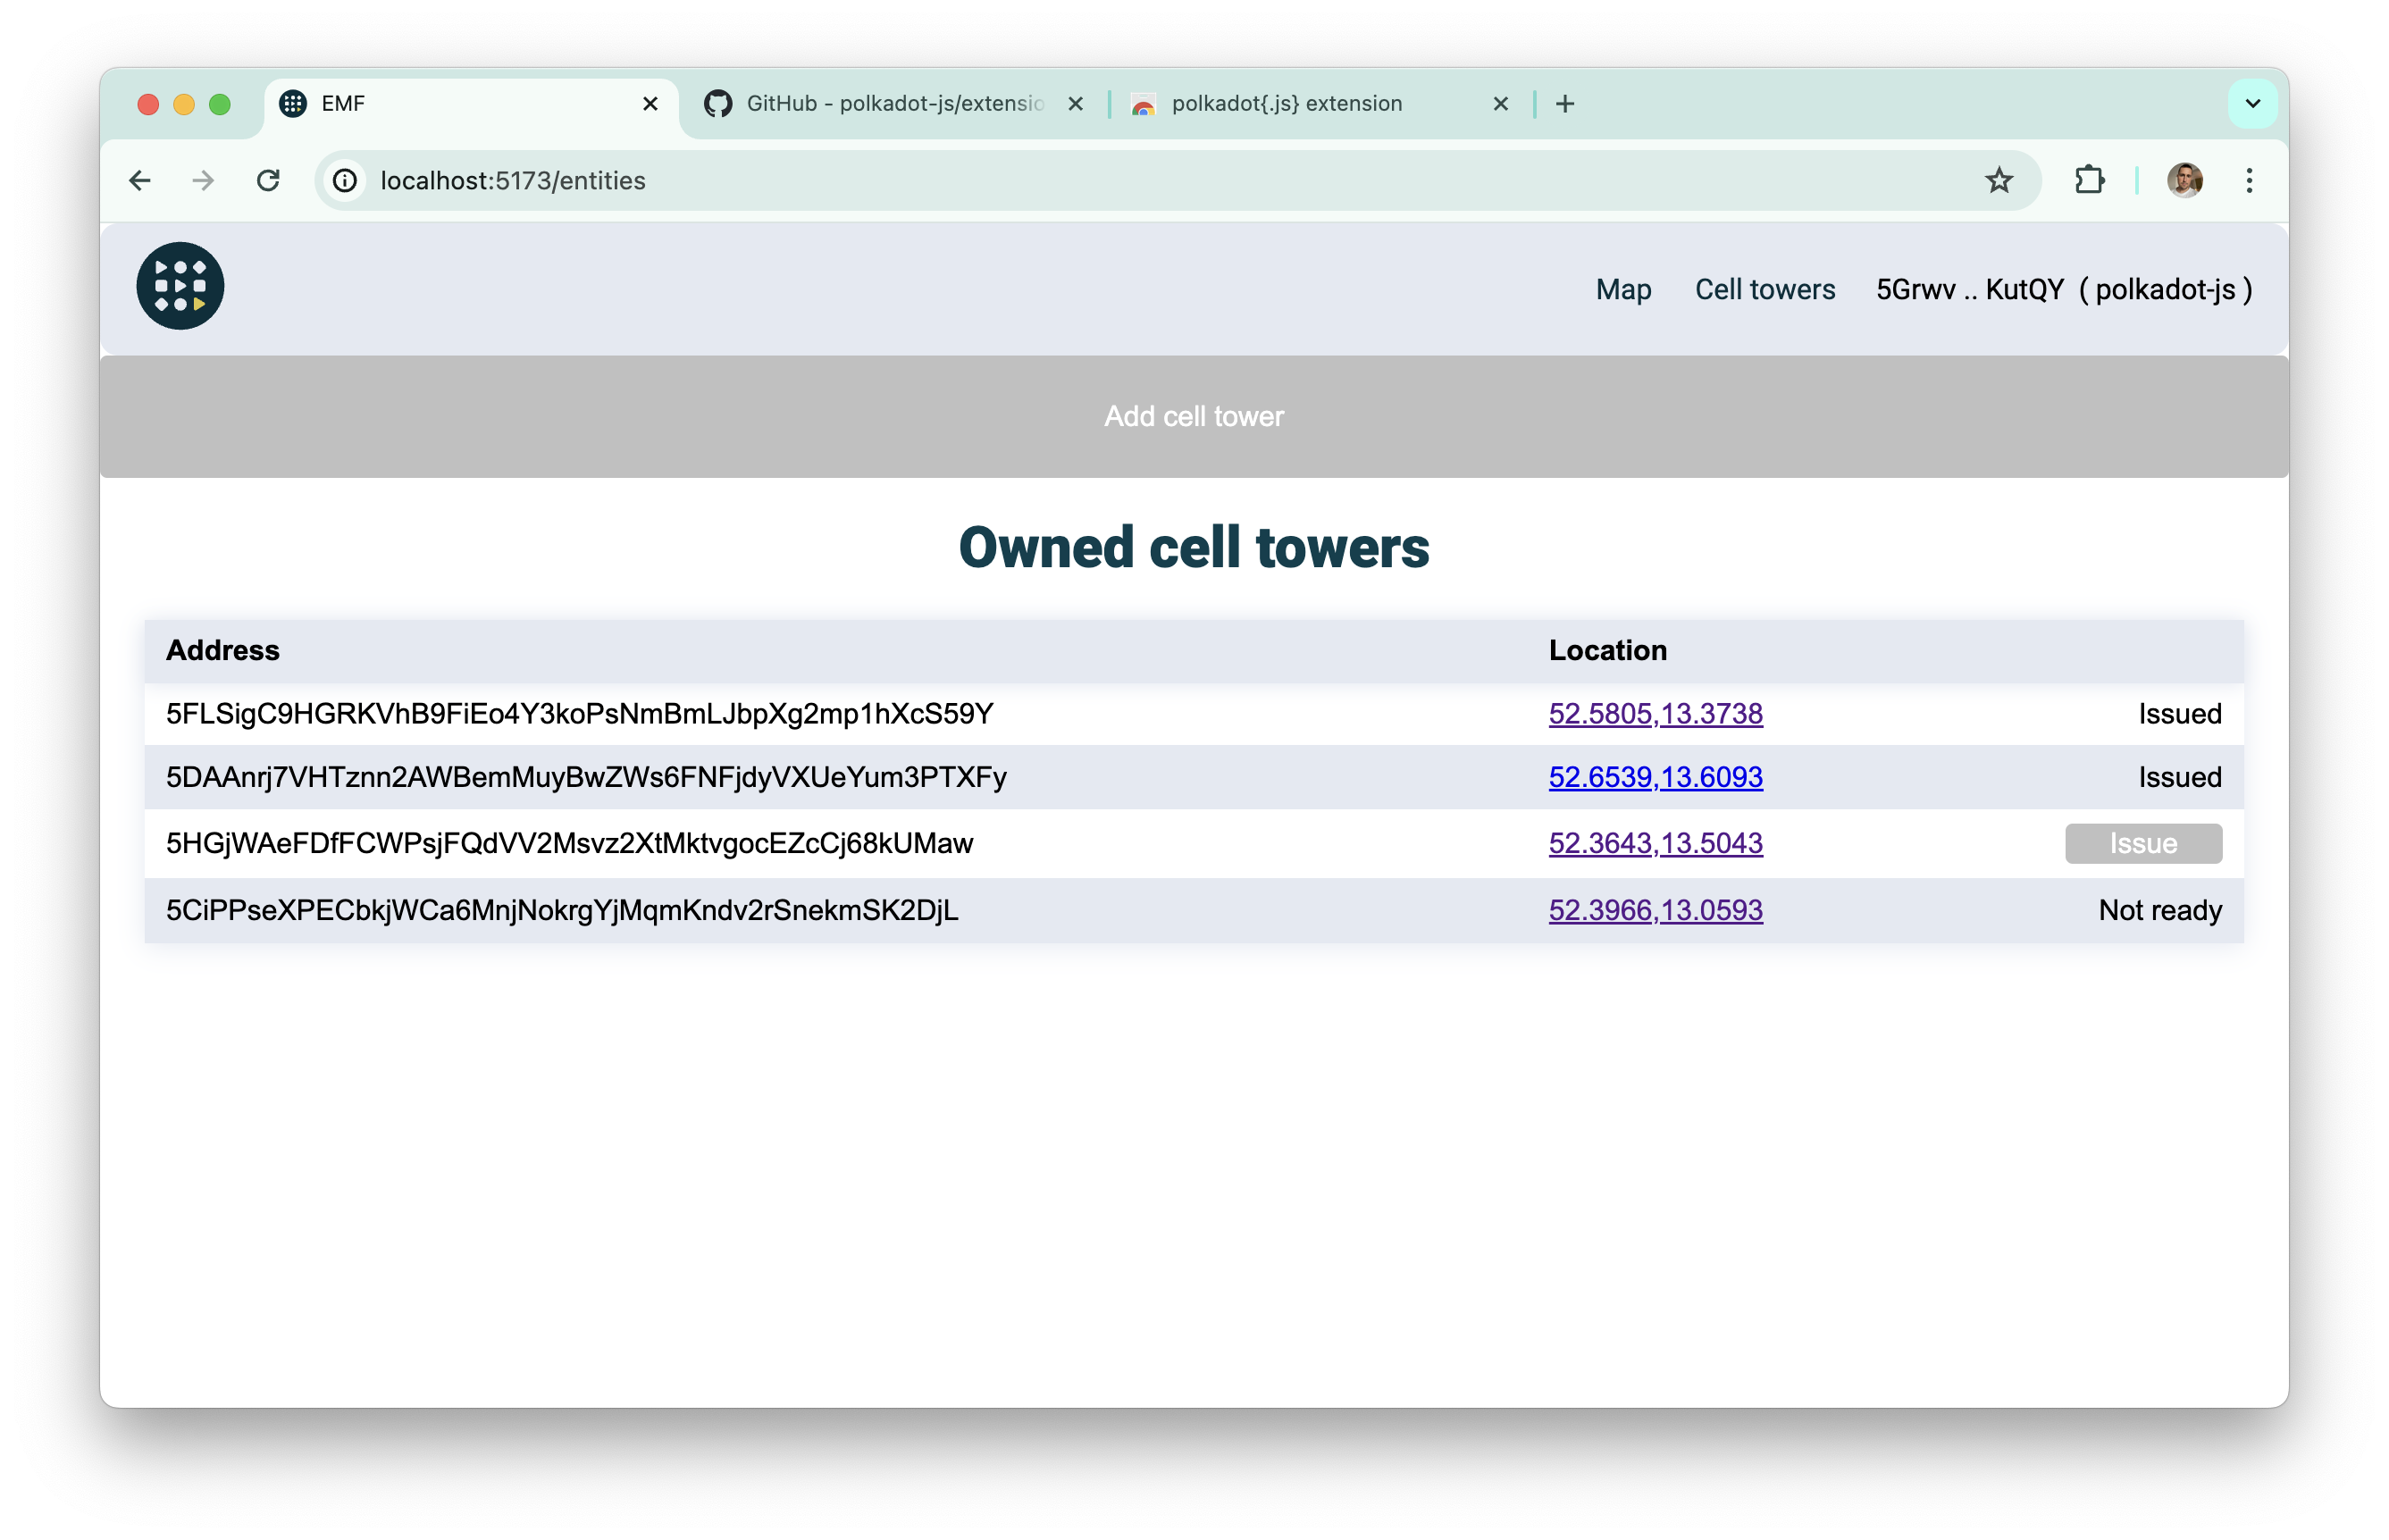 EMF
GitHub - polkadot-js/extensio
polkadot{.js} extension
localhost:5173/entities
Map Cell towers 5Grwv .. KutQY ( polkadot-js )
Add cell tower
Owned cell towers
Address Location
5FLSigC9HGRKVhB9FiEo4Y3koPsNmBmLJbpXg2mp1hXcS59Y 52.5805,13.3738 Issued
5DAAnrj7VHTznn2AWBemMuyBwZWs6FNFjdyVXUeYum3PTXFy 52.6539,13.6093 Issued
5HGjWAeFDfFCWPsjFQdVV2Msvz2XtMktvgocEZcCj68kUMaw 52.3643,13.5043 Issue
5CiPPseXPECbkjWCa6MnjNokrgYjMqmKndv2rSnekmSK2DjL 52.3966,13.0593 Not ready